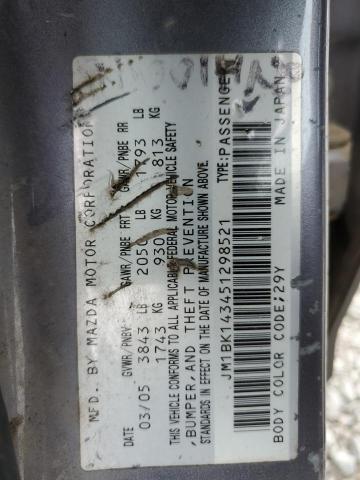 MFD. BY MAZDA MOTOR CORPORATION
DATE GVWR/PNBV GAWR/PNBE FRT GAWR/PNBE RR
03/05 3843 LB 2050 LB 1793 LB
1743 KG 930 KG 813 KG
THIS VEHICLE CONFORMS TO ALL APPLICABLE FEDERAL MOTOR VEHICLE SAFETY
,BUMPER,AND THEFT PREVENTION
STANDARDS IN EFFECT ON THE DATE OF MANUFACTURE SHOWN ABOVE.
JM1BK143451298521 TYPE:PASSENGER
BODY COLOR CODE;29Y MADE IN JAPAN